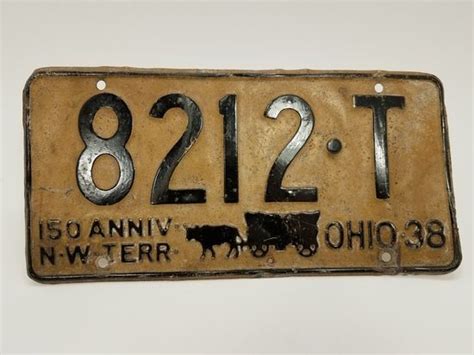 8212·T
150 ANNIV
N·W·TERR
OHIO·38